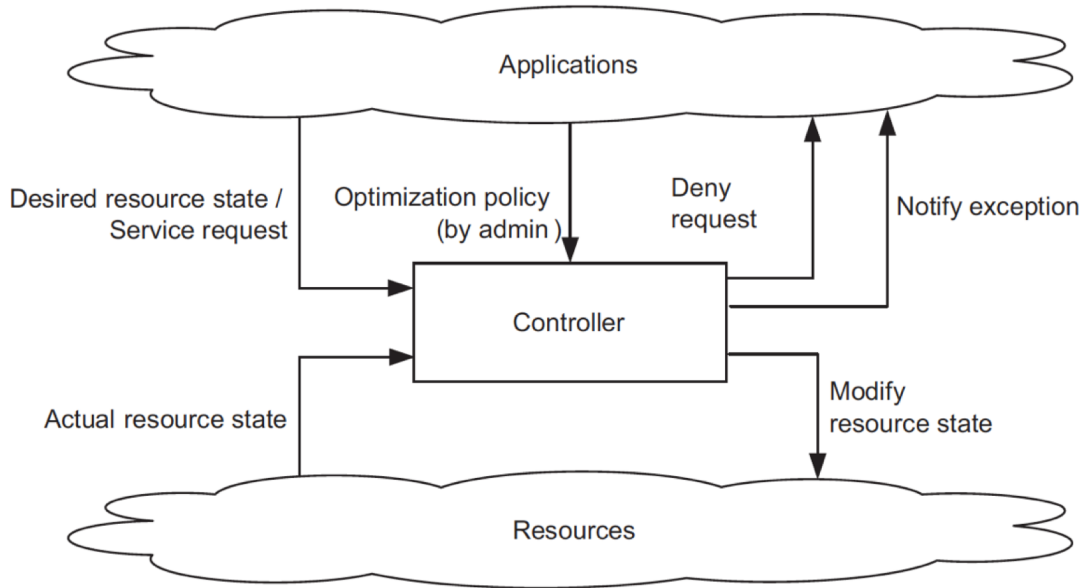 Applications
Desired resource state /
Service request
Optimization policy
(by admin )
Deny
request
Notify exception
Controller
Actual resource state
Modify
resource state
Resources